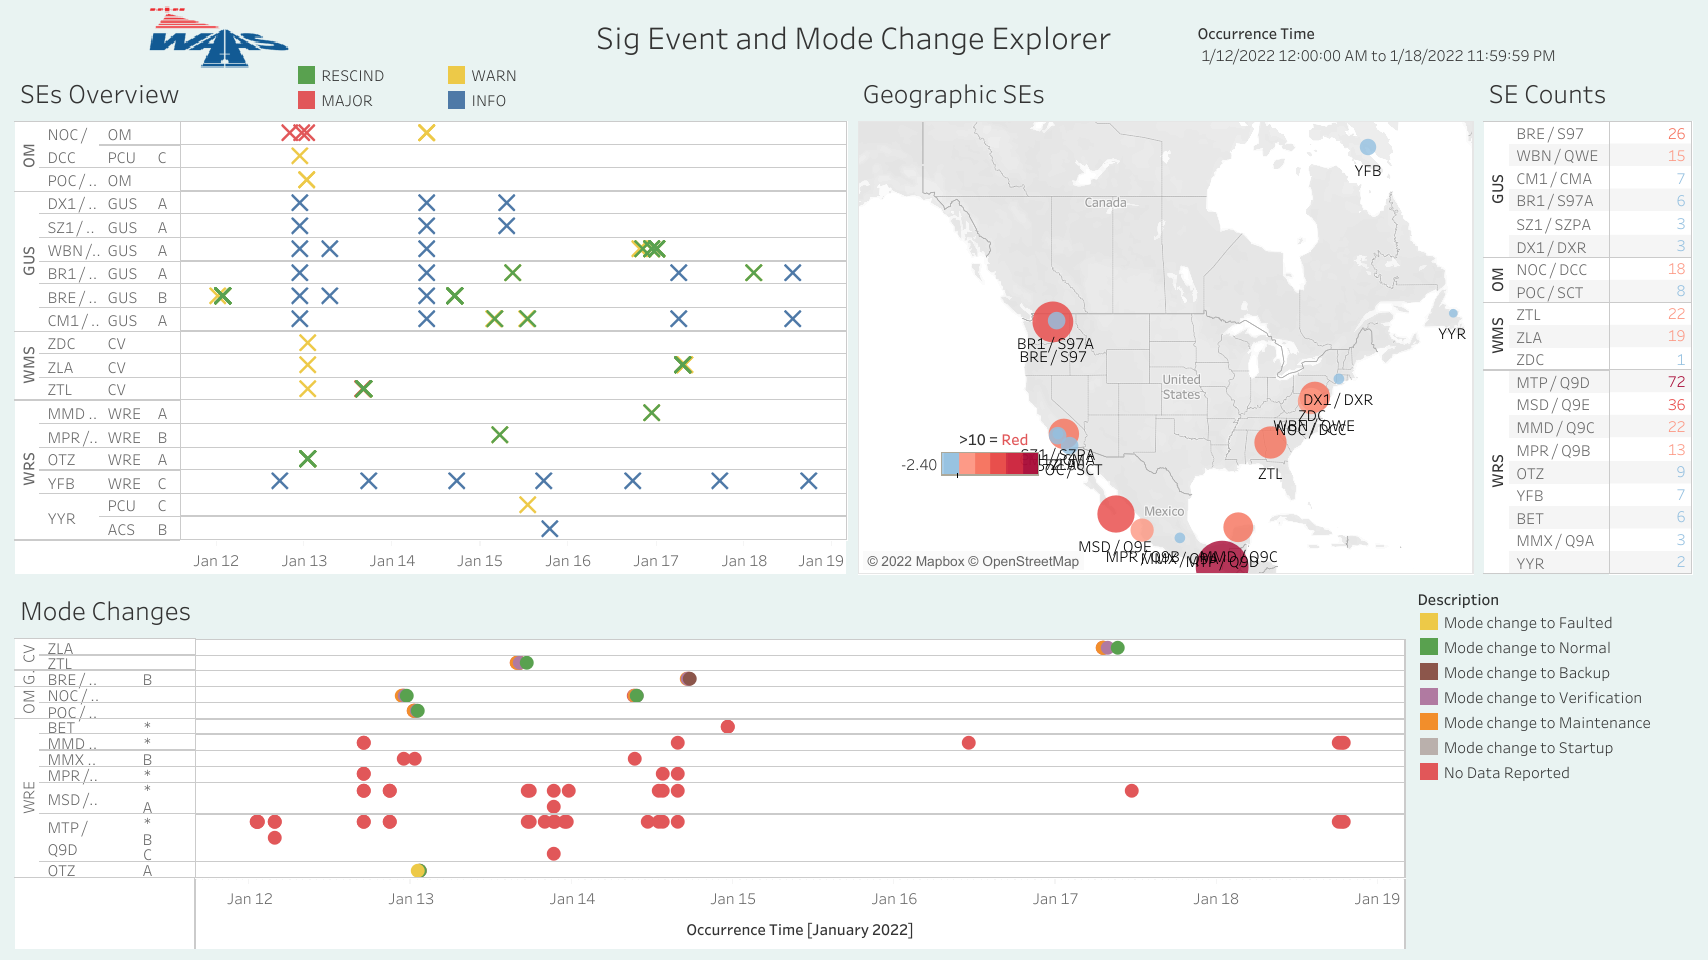 WAAS
Sig Event and Mode Change Explorer
Occurrence Time
1/12/2022 12:00:00 AM to 1/18/2022 11:59:59 PM
RESCIND
WARN
MAJOR
INFO
SEs Overview
OM
NOC / OM
DCC PCU C
POC / .. OM
GUS
DX1 / .. GUS A
SZ1 / .. GUS A
WBN / .. GUS A
BR1 / .. GUS A
BRE / .. GUS B
CM1 / .. GUS A
WMS
ZDC CV
ZLA CV
ZTL CV
WRS
MMD .. WRE A
MPR / .. WRE B
OTZ WRE A
YFB WRE C
YYR PCU C
ACS B
Jan 12 Jan 13 Jan 14 Jan 15 Jan 16 Jan 17 Jan 18 Jan 19
Geographic SEs
YFB
Canada
YYR
BR1 / S97A
BRE / S97
United
States
DX1 / DXR
ZDC
WBN / QWE
NOC / DCC
>10 = Red
-2.40
SZ1 / SZPA
ZTL
Mexico
MSD / Q9E
MMD / Q9C
MTP / Q9D
© 2022 Mapbox © OpenStreetMap
SE Counts
GUS
BRE / S97 26
WBN / QWE 15
CM1 / CMA 7
BR1 / S97A 6
SZ1 / SZPA 3
DX1 / DXR 3
OM
NOC / DCC 18
POC / SCT 8
WMS
ZTL 22
ZLA 19
ZDC 1
WRS
MTP / Q9D 72
MSD / Q9E 36
MMD / Q9C 22
MPR / Q9B 13
OTZ 9
YFB 7
BET 6
MMX / Q9A 3
YYR 2
Mode Changes
CV
ZLA
ZTL
G..
BRE / .. B
OM
NOC / ..
POC / ..
WRE
BET *
MMD .. *
MMX .. B
MPR / .. *
MSD / .. *
A
MTP / *
B
Q9D
C
OTZ A
Jan 12 Jan 13 Jan 14 Jan 15 Jan 16 Jan 17 Jan 18 Jan 19
Occurrence Time [January 2022]
Description
Mode change to Faulted
Mode change to Normal
Mode change to Backup
Mode change to Verification
Mode change to Maintenance
Mode change to Startup
No Data Reported